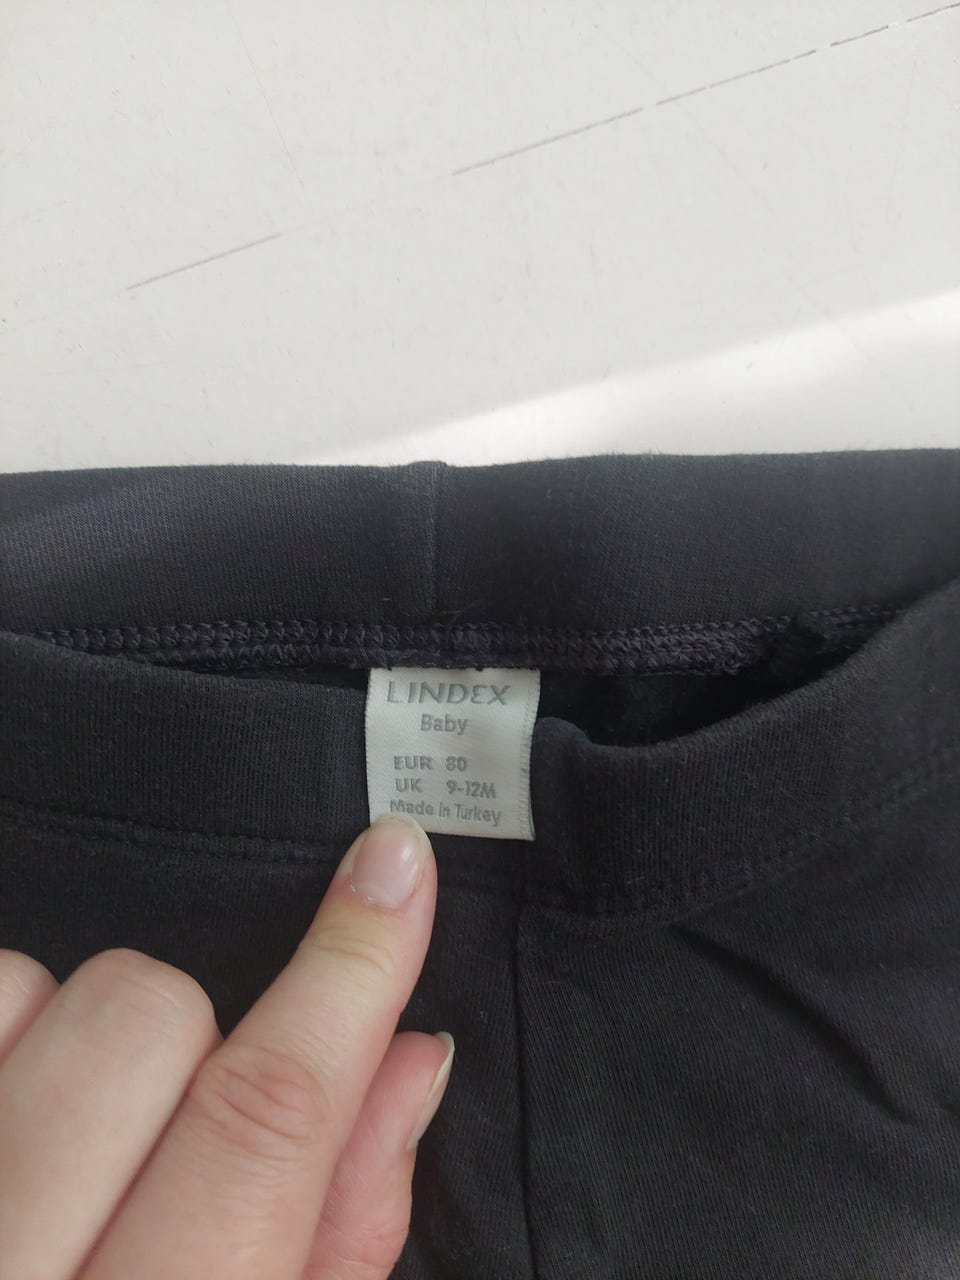 LINDEX
Baby
EUR 80
UK 9-12M
Made in Turkey